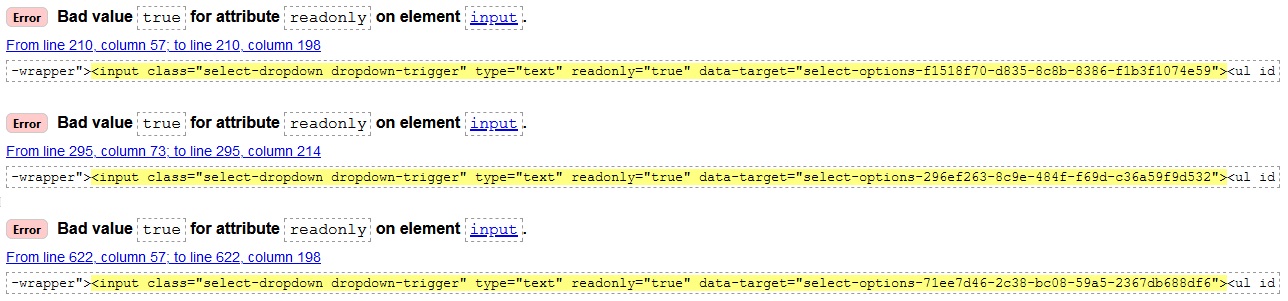 Error Bad value true for attribute readonly on element input.
From line 210, column 57; to line 210, column 198
-wrapper"><input class="select-dropdown dropdown-trigger" type="text" readonly="true" data-target="select-options-f1518f70-d835-8c8b-8386-f1b3f1074e59"><ul id
Error Bad value true for attribute readonly on element input.
From line 295, column 73; to line 295, column 214
-wrapper"><input class="select-dropdown dropdown-trigger" type="text" readonly="true" data-target="select-options-296ef263-8c9e-484f-f69d-c36a59f9d532"><ul id
Error Bad value true for attribute readonly on element input.
From line 622, column 57; to line 622, column 198
-wrapper"><input class="select-dropdown dropdown-trigger" type="text" readonly="true" data-target="select-options-71ee7d46-2c38-bc08-59a5-2367db688df6"><ul id